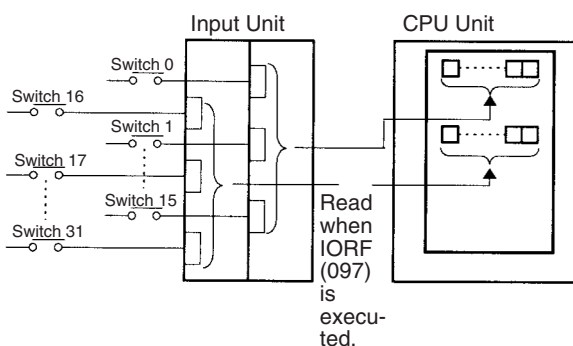 Input Unit
CPU Unit
Switch 0
Switch 16
Switch 1
Switch 17
Switch 15
Switch 31
Read
when
IORF
(097)
is
execu-
ted.